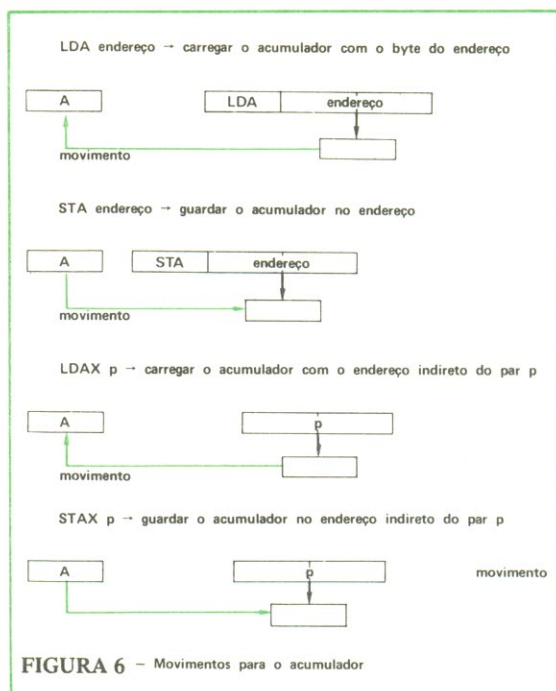 LDA endereço → carregar o acumulador com o byte do endereço
A LDA endereço
movimento
STA endereço → guardar o acumulador no endereço
A STA endereço
movimento
LDAX p → carregar o acumulador com o endereço indireto do par p
A p
movimento
STAX p → guardar o acumulador no endereço indireto do par p
A p movimento
FIGURA 6 – Movimentos para o acumulador